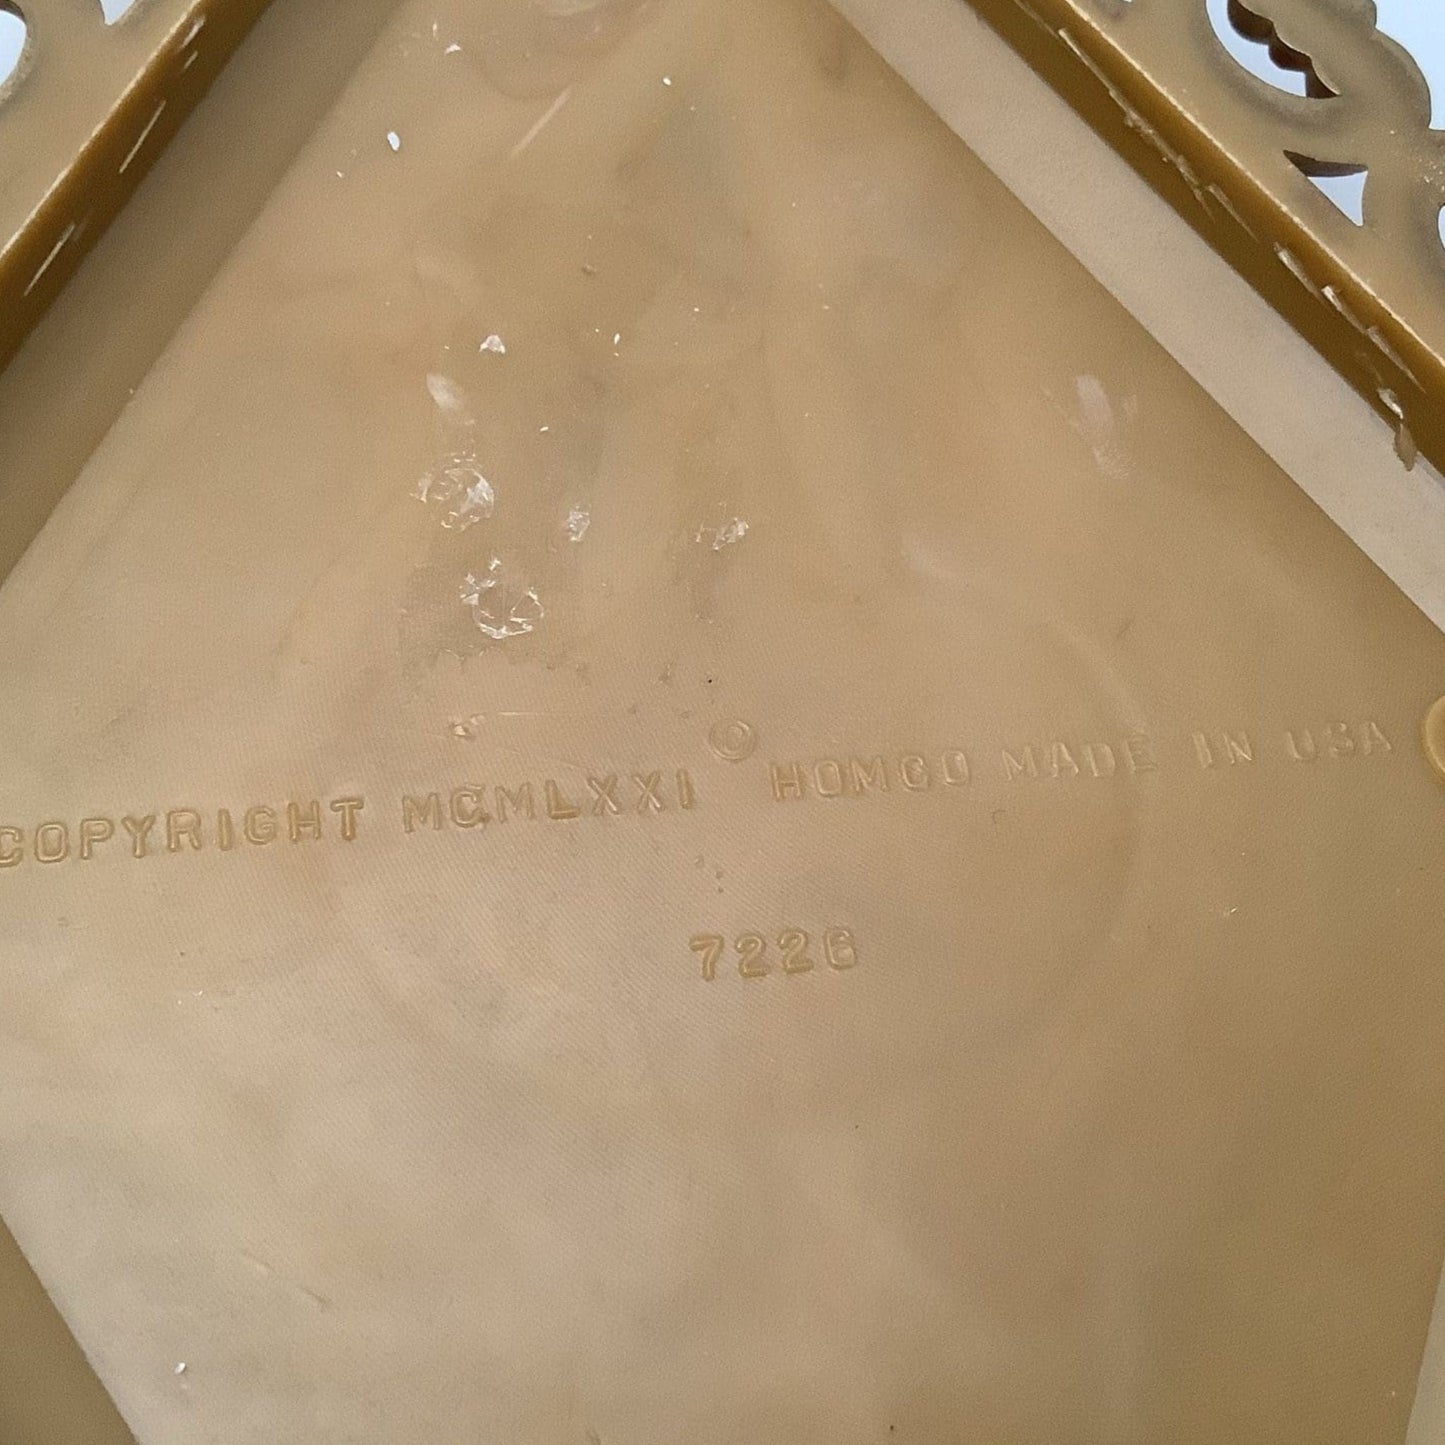 COPYRIGHT MCMLXXI © HOMCO MADE IN USA
7226